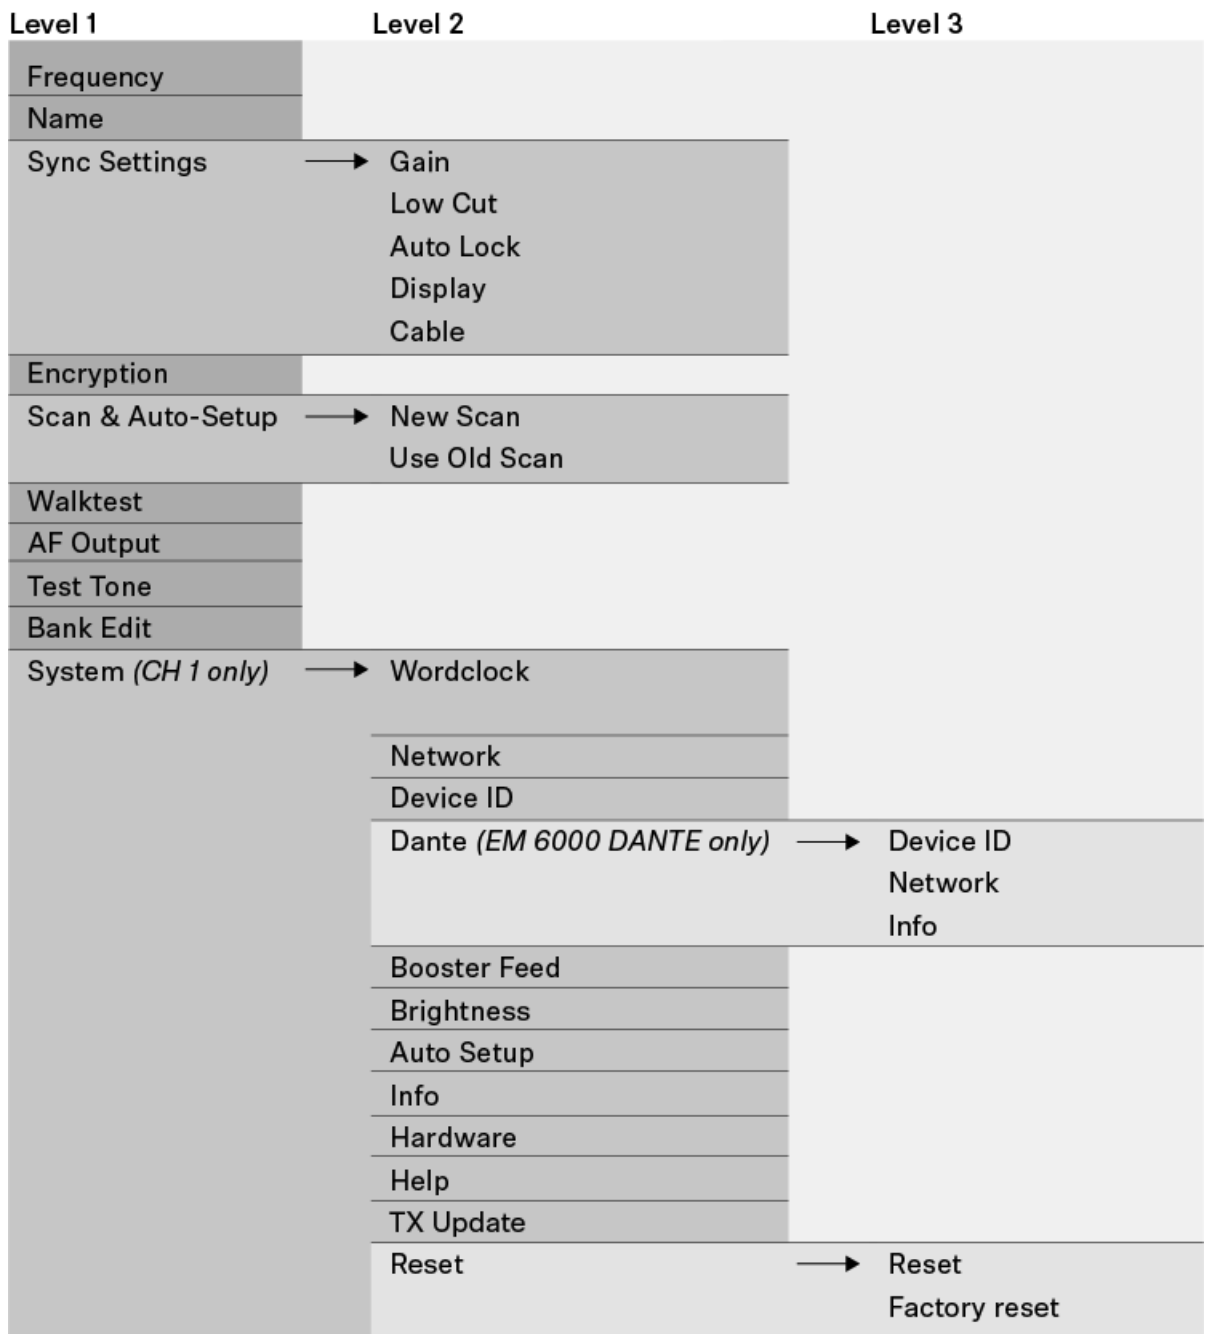 Level 1 Level 2 Level 3
Frequency
Name
Sync Settings Gain
Low Cut
Auto Lock
Display
Cable
Encryption
Scan & Auto-Setup New Scan
Use Old Scan
Walktest
AF Output
Test Tone
Bank Edit
System (CH 1 only) Wordclock
Network
Device ID
Dante (EM 6000 DANTE only) Device ID
Network
Info
Booster Feed
Brightness
Auto Setup
Info
Hardware
Help
TX Update
Reset Reset
Factory reset